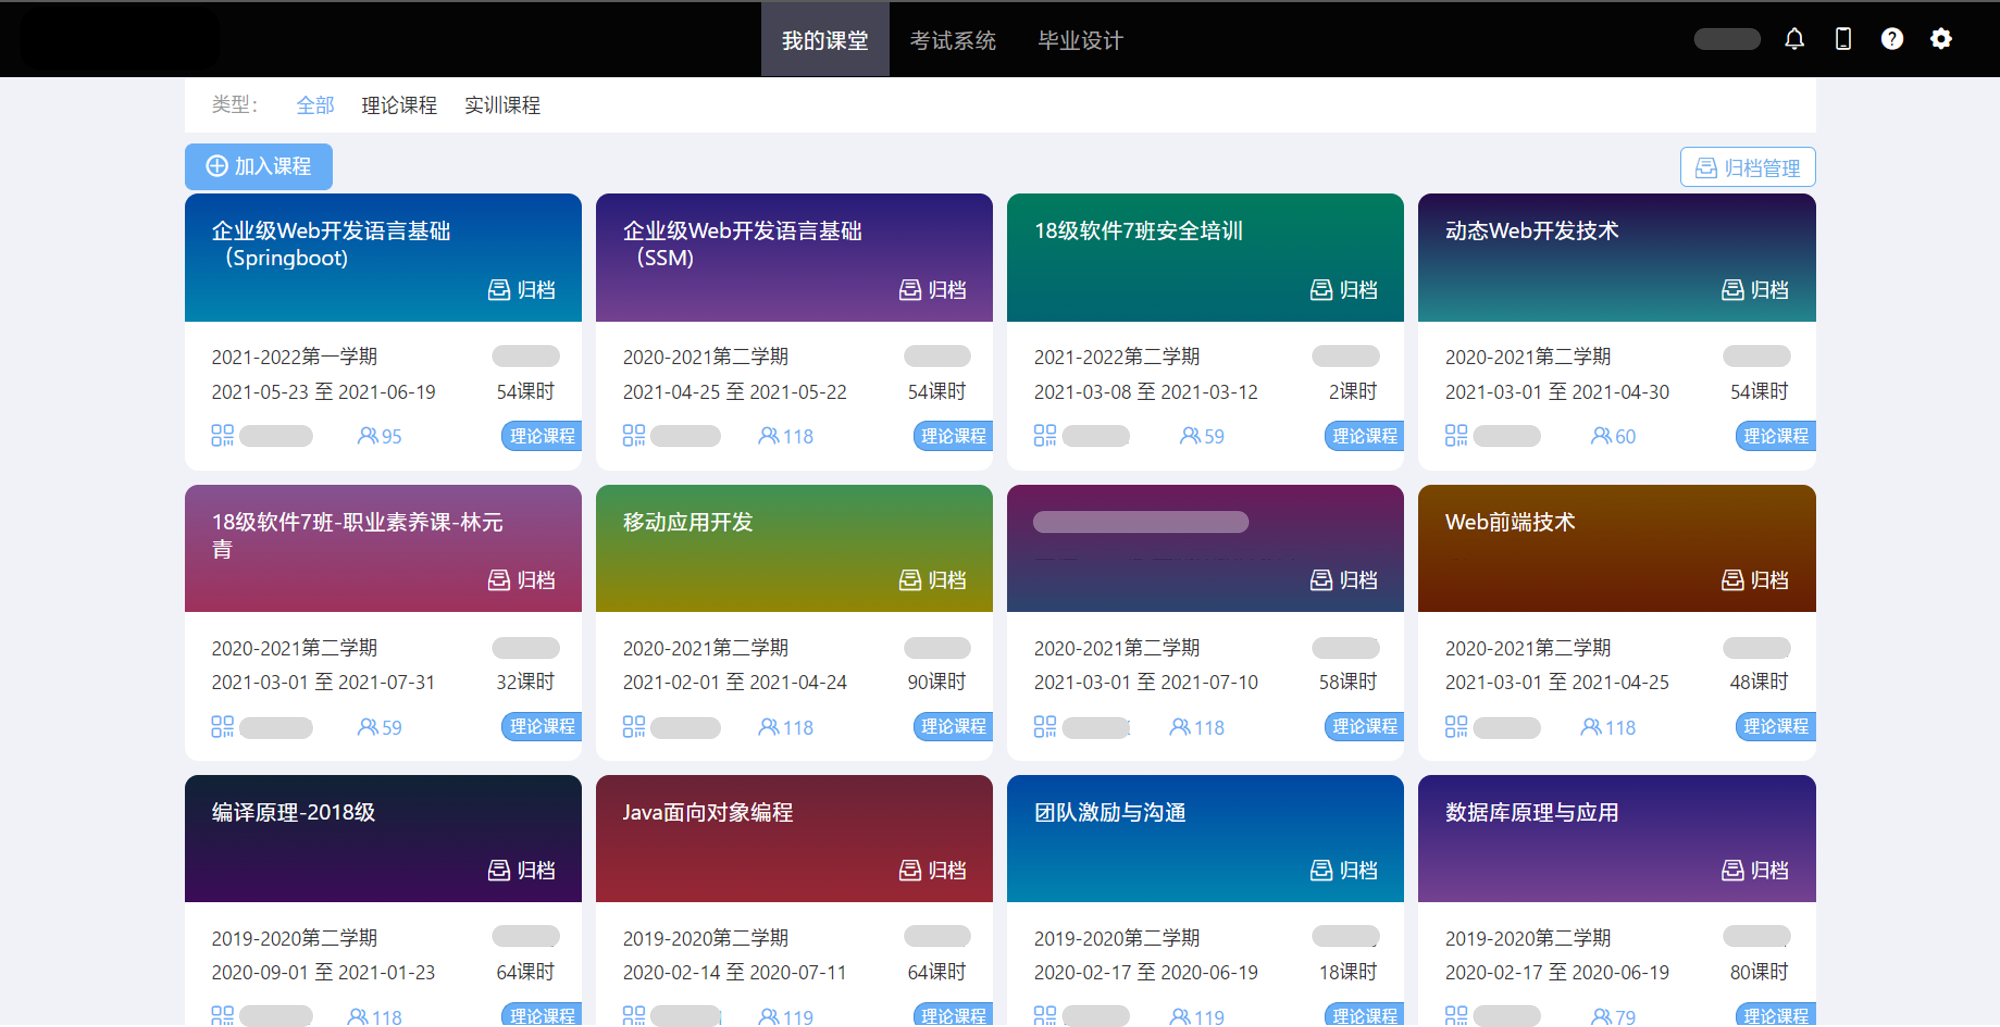 我的课堂 考试系统 毕业设计
类型： 全部 理论课程 实训课程
加入课程
归档管理
企业级Web开发语言基础
（Springboot)
归档
2021-2022第一学期
2021-05-23 至 2021-06-19 54课时
95 理论课程
企业级Web开发语言基础
（SSM)
归档
2020-2021第二学期
2021-04-25 至 2021-05-22 54课时
118 理论课程
18级软件7班安全培训
归档
2021-2022第二学期
2021-03-08 至 2021-03-12 2课时
59 理论课程
动态Web开发技术
归档
2020-2021第二学期
2021-03-01 至 2021-04-30 54课时
60 理论课程
18级软件7班-职业素养课-林元
青
归档
2020-2021第二学期
2021-03-01 至 2021-07-31 32课时
59 理论课程
移动应用开发
归档
2020-2021第二学期
2021-02-01 至 2021-04-24 90课时
118 理论课程
归档
2020-2021第二学期
2021-03-01 至 2021-07-10 58课时
118 理论课程
Web前端技术
归档
2020-2021第二学期
2021-03-01 至 2021-04-25 48课时
118 理论课程
编译原理-2018级
归档
2019-2020第二学期
2020-09-01 至 2021-01-23 64课时
118 理论课程
Java面向对象编程
归档
2019-2020第二学期
2020-02-14 至 2020-07-11 64课时
119 理论课程
团队激励与沟通
归档
2019-2020第二学期
2020-02-17 至 2020-06-19 18课时
119 理论课程
数据库原理与应用
归档
2019-2020第二学期
2020-02-17 至 2020-06-19 80课时
79 理论课程